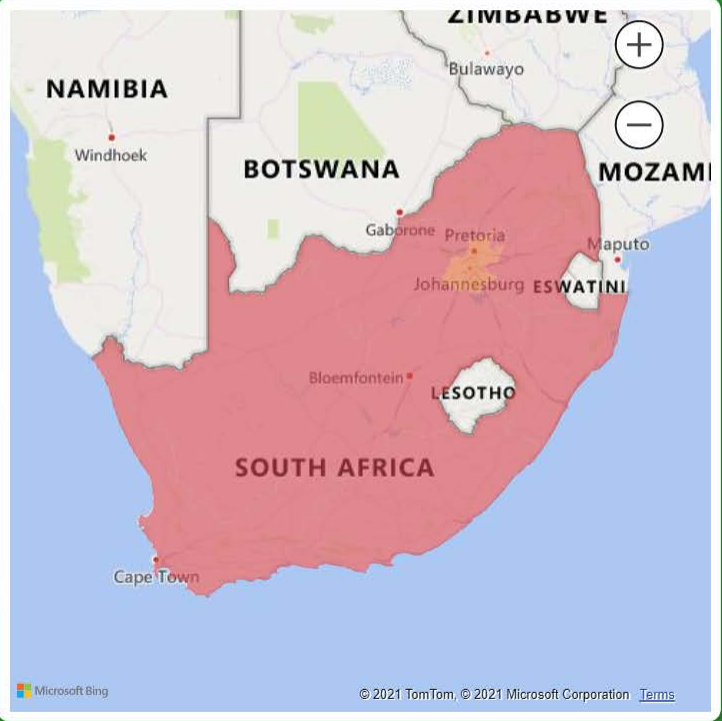 ZIMBABWE
Bulawayo
NAMIBIA
Windhoek
BOTSWANA
MOZAMI
Gaborone
Pretoria
Maputo
Johannesburg
ESWATINI
Bloemfontein
LESOTHO
SOUTH AFRICA
Cape Town
Microsoft Bing
© 2021 TomTom, © 2021 Microsoft Corporation Terms